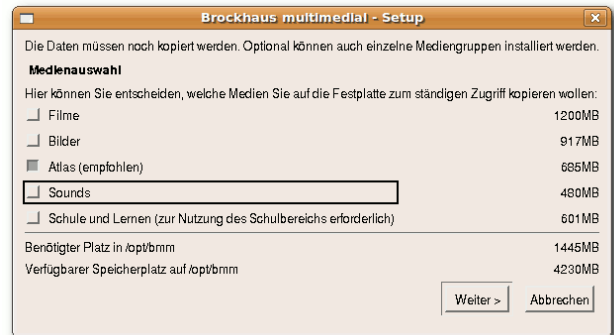 Brockhaus multimedial - Setup
Die Daten müssen noch kopiert werden. Optional können auch einzelne Mediengruppen installiert werden.
Medienauswahl
Hier können Sie entscheiden, welche Medien Sie auf die Festplatte zum ständigen Zugriff kopieren wollen:
Filme 1200MB
Bilder 917MB
Atlas (empfohlen) 685MB
Sounds 480MB
Schule und Lernen (zur Nutzung des Schulbereichs erforderlich) 601MB
Benötigter Platz in /opt/bmm 1445MB
Verfügbarer Speicherplatz auf /opt/bmm 4230MB
Weiter > Abbrechen